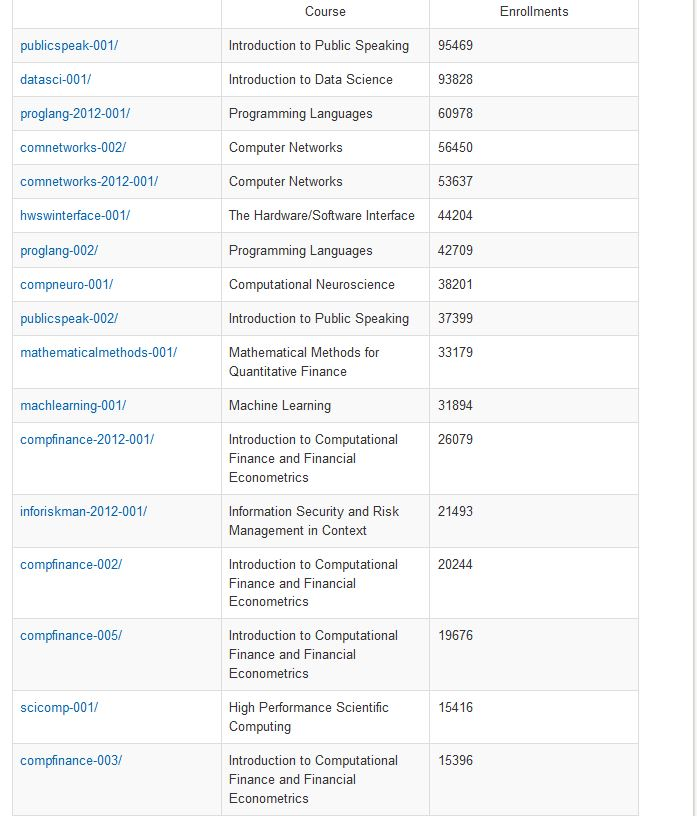 Course Enrollments
publicspeak-001/ Introduction to Public Speaking 95469
datasci-001/ Introduction to Data Science 93828
proglang-2012-001/ Programming Languages 60978
comnetworks-002/ Computer Networks 56450
comnetworks-2012-001/ Computer Networks 53637
hwswinterface-001/ The Hardware/Software Interface 44204
proglang-002/ Programming Languages 42709
compneuro-001/ Computational Neuroscience 38201
publicspeak-002/ Introduction to Public Speaking 37399
mathematicalmethods-001/ Mathematical Methods for 33179
Quantitative Finance
machlearning-001/ Machine Learning 31894
compfinance-2012-001/ Introduction to Computational 26079
Finance and Financial
Econometrics
inforiskman-2012-001/ Information Security and Risk 21493
Management in Context
compfinance-002/ Introduction to Computational 20244
Finance and Financial
Econometrics
compfinance-005/ Introduction to Computational 19676
Finance and Financial
Econometrics
scicomp-001/ High Performance Scientific 15416
Computing
compfinance-003/ Introduction to Computational 15396
Finance and Financial
Econometrics